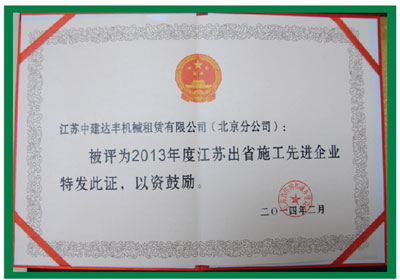 江苏中建达丰机械租赁有限公司（北京分公司）：
被评为2013年度江苏出省施工先进企业
特发此证，以资鼓励。
二〇一四年二月